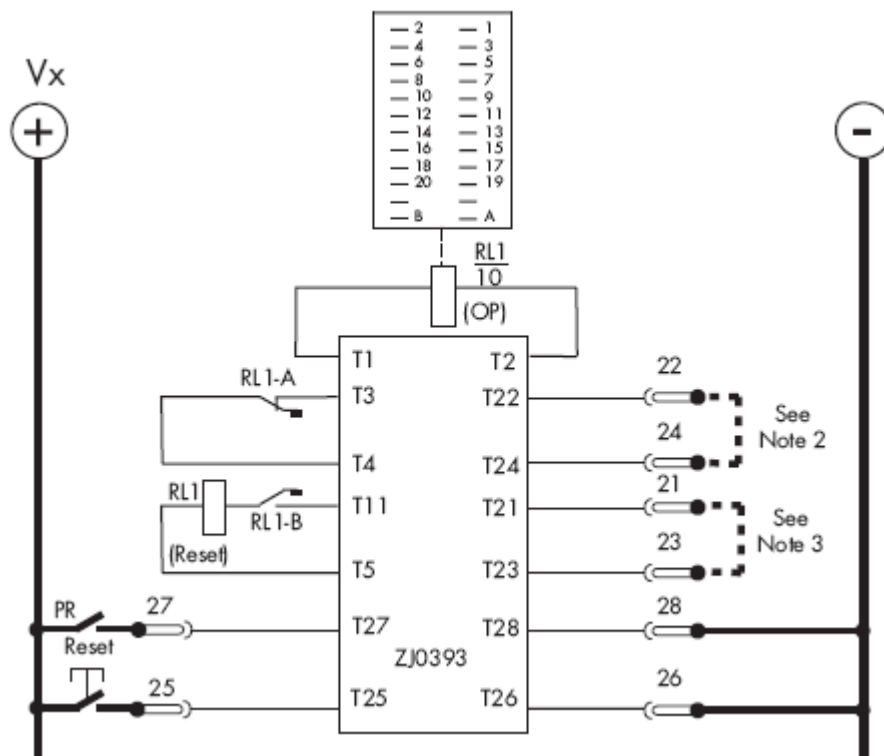 2 1
4 3
6 5
8 7
10 9
12 11
14 13
16 15
18 17
20 19
B A
Vx
+
-
RL1
10
(OP)
T1 T2
22
RL1-A T3 T22
See
Note 2
24
T4 T24
21
RL1 T11 T21
RL1-B
See
Note 3
(Reset)
23
T5 T23
PR 27 T27 T28 28
Reset
ZJ0393
25 T25 T26 26